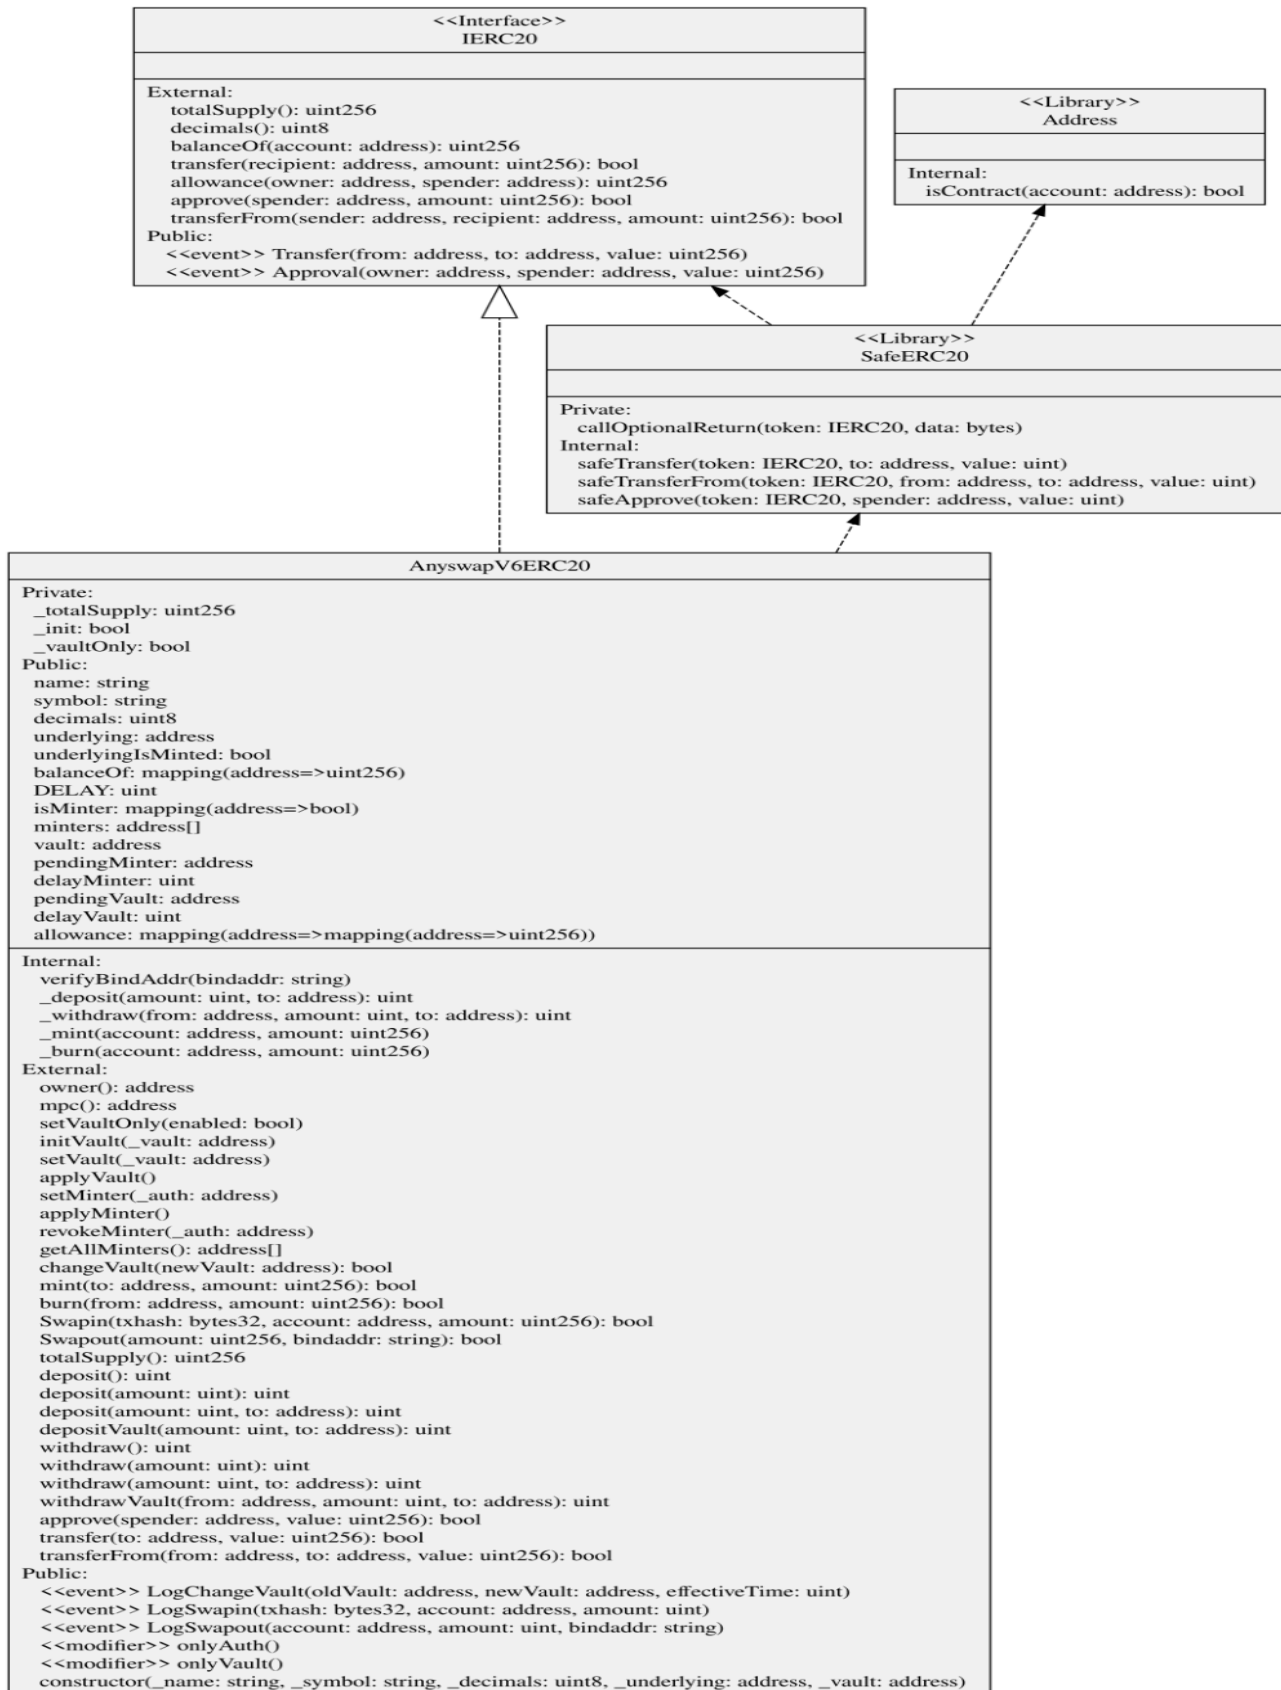 <<Interface>>
IERC20
External:
totalSupply(): uint256
decimals(): uint8
balanceOf(account: address): uint256
transfer(recipient: address, amount: uint256): bool
allowance(owner: address, spender: address): uint256
approve(spender: address, amount: uint256): bool
transferFrom(sender: address, recipient: address, amount: uint256): bool
Public:
<<event>> Transfer(from: address, to: address, value: uint256)
<<event>> Approval(owner: address, spender: address, value: uint256)
<<Library>>
Address
Internal:
isContract(account: address): bool
<<Library>>
SafeERC20
Private:
callOptionalReturn(token: IERC20, data: bytes)
Internal:
safeTransfer(token: IERC20, to: address, value: uint)
safeTransferFrom(token: IERC20, from: address, to: address, value: uint)
safeApprove(token: IERC20, spender: address, value: uint)
AnyswapV6ERC20
Private:
_totalSupply: uint256
_init: bool
_vaultOnly: bool
Public:
name: string
symbol: string
decimals: uint8
underlying: address
underlyingIsMinted: bool
balanceOf: mapping(address=>uint256)
DELAY: uint
isMinter: mapping(address=>bool)
minters: address[]
vault: address
pendingMinter: address
delayMinter: uint
pendingVault: address
delayVault: uint
allowance: mapping(address=>mapping(address=>uint256))
Internal:
verifyBindAddr(bindaddr: string)
_deposit(amount: uint, to: address): uint
_withdraw(from: address, amount: uint, to: address): uint
_mint(account: address, amount: uint256)
_burn(account: address, amount: uint256)
External:
owner(): address
mpc(): address
setVaultOnly(enabled: bool)
initVault(_vault: address)
setVault(_vault: address)
applyVault()
setMinter(_auth: address)
applyMinter()
revokeMinter(_auth: address)
getAllMinters(): address[]
changeVault(newVault: address): bool
mint(to: address, amount: uint256): bool
burn(from: address, amount: uint256): bool
Swapin(txhash: bytes32, account: address, amount: uint256): bool
Swapout(amount: uint256, bindaddr: string): bool
totalSupply(): uint256
deposit(): uint
deposit(amount: uint): uint
deposit(amount: uint, to: address): uint
depositVault(amount: uint, to: address): uint
withdraw(): uint
withdraw(amount: uint): uint
withdraw(amount: uint, to: address): uint
withdrawVault(from: address, amount: uint, to: address): uint
approve(spender: address, value: uint256): bool
transfer(to: address, value: uint256): bool
transferFrom(from: address, to: address, value: uint256): bool
Public:
<<event>> LogChangeVault(oldVault: address, newVault: address, effectiveTime: uint)
<<event>> LogSwapin(txhash: bytes32, account: address, amount: uint)
<<event>> LogSwapout(account: address, amount: uint, bindaddr: string)
<<modifier>> onlyAuth()
<<modifier>> onlyVault()
constructor(_name: string, _symbol: string, _decimals: uint8, _underlying: address, _vault: address)